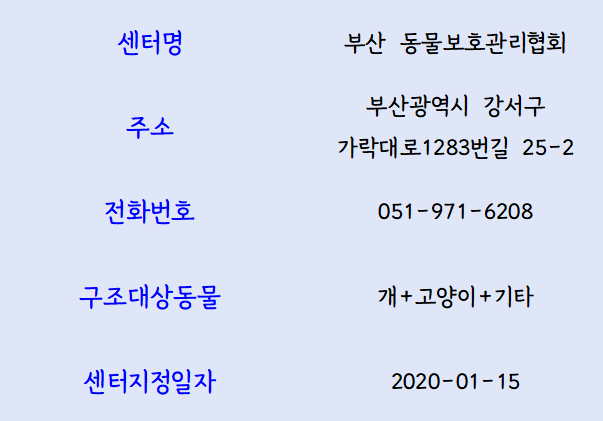 센터명 부산 동물보호관리협회
주소 부산광역시 강서구
가락대로1283번길 25-2
전화번호 051-971-6208
구조대상동물 개+고양이+기타
센터지정일자 2020-01-15